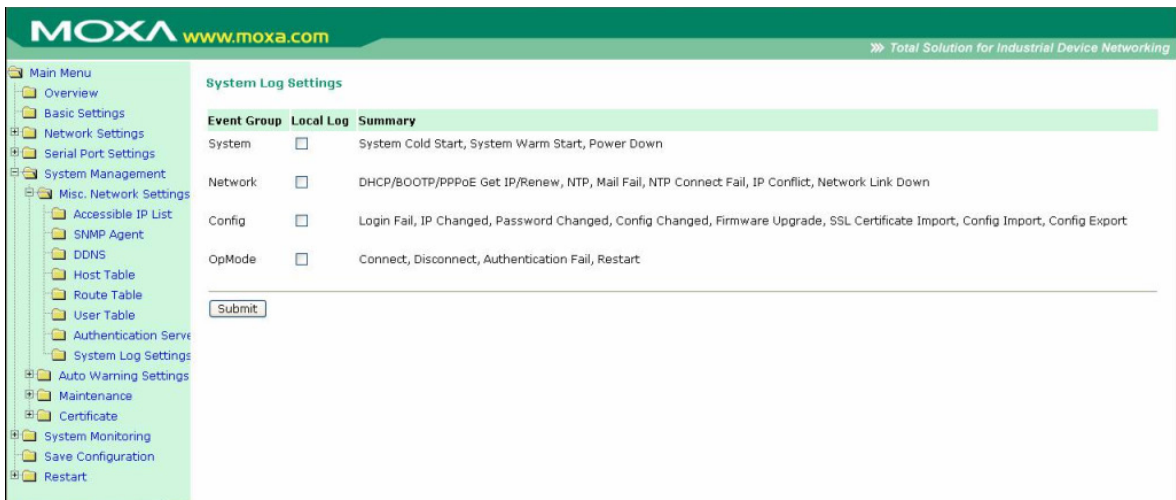 MOXA www.moxa.com
Total Solution for Industrial Device Networking
Main Menu
Overview
Basic Settings
Network Settings
Serial Port Settings
System Management
Misc. Network Settings
Accessible IP List
SNMP Agent
DDNS
Host Table
Route Table
User Table
Authentication Serve
System Log Settings
Auto Warning Settings
Maintenance
Certificate
System Monitoring
Save Configuration
Restart
System Log Settings
Event Group Local Log Summary
System System Cold Start, System Warm Start, Power Down
Network DHCP/BOOTP/PPPoE Get IP/Renew, NTP, Mail Fail, NTP Connect Fail, IP Conflict, Network Link Down
Config Login Fail, IP Changed, Password Changed, Config Changed, Firmware Upgrade, SSL Certificate Import, Config Import, Config Export
OpMode Connect, Disconnect, Authentication Fail, Restart
Submit